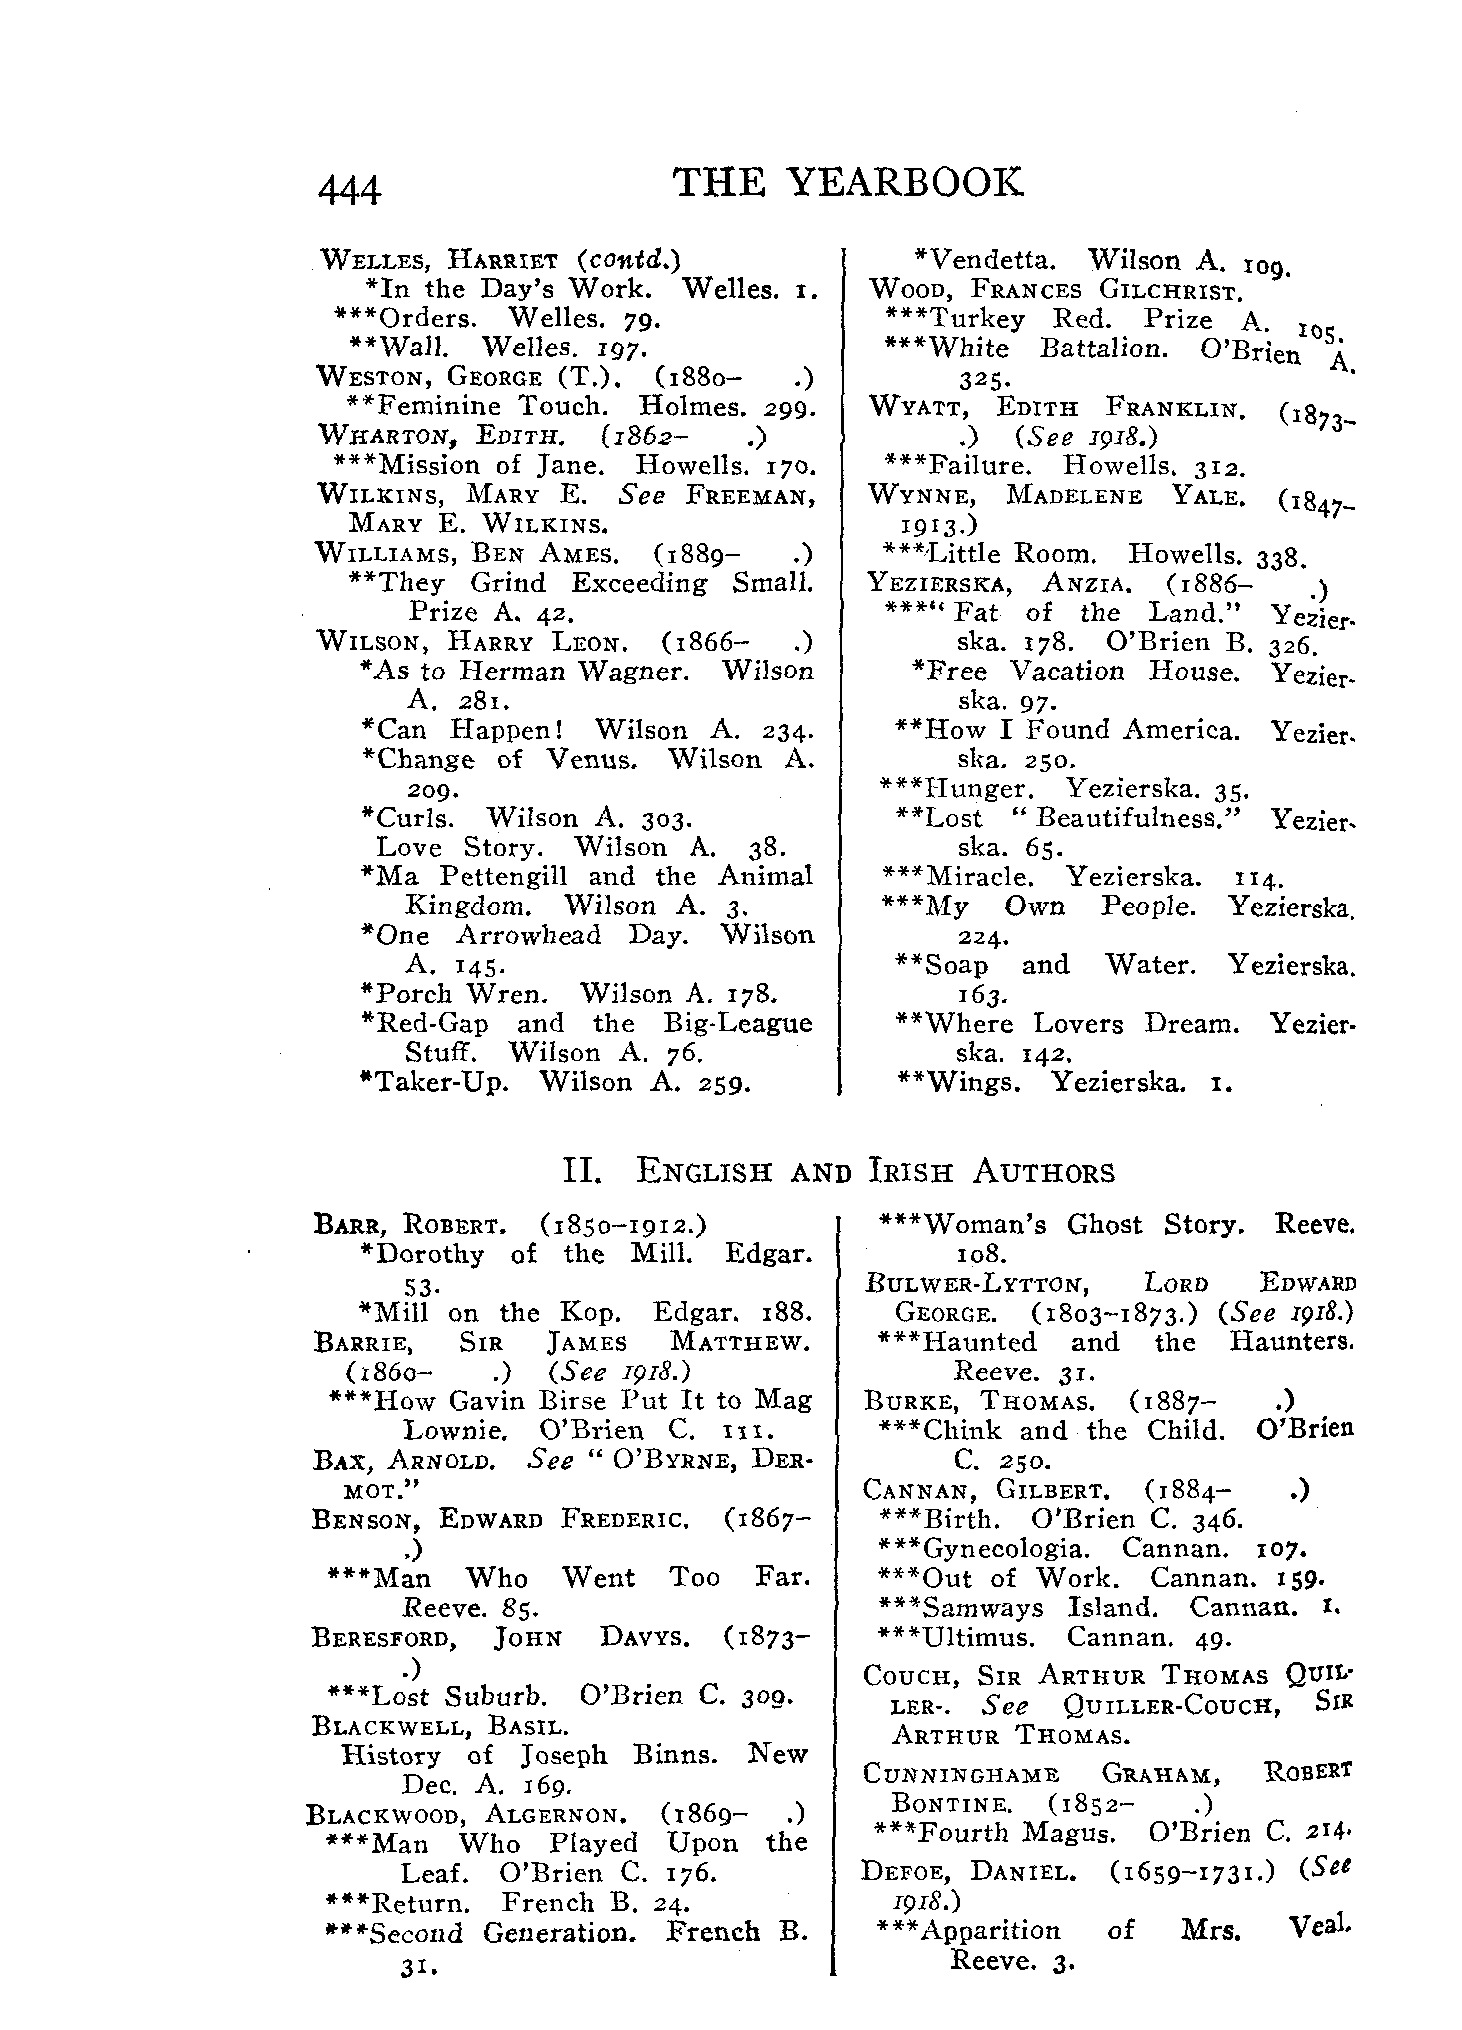 444 THE YEARBOOK
WELLES, HARRIET (contd.)
*In the Day's Work. Welles. 1.
***Orders. Welles. 79.
**Wall. Welles. 197.
WESTON, GEORGE (T.). (1880- .)
**Feminine Touch. Holmes. 299.
WHARTON, EDITH. (1862- .)
***Mission of Jane. Howells. 170.
WILKINS, MARY E. See FREEMAN,
MARY E. WILKINS.
WILLIAMS, BEN AMES. (1889- .)
**They Grind Exceeding Small.
Prize A. 42.
WILSON, HARRY LEON. (1866- .)
*As to Herman Wagner. Wilson
A. 281.
*Can Happen! Wilson A. 234.
*Change of Venus. Wilson A.
209.
*Curls. Wilson A. 303.
Love Story. Wilson A. 38.
*Ma Pettengill and the Animal
Kingdom. Wilson A. 3.
*One Arrowhead Day. Wilson
A. 145.
*Porch Wren. Wilson A. 178.
*Red-Gap and the Big-League
Stuff. Wilson A. 76.
*Taker-Up. Wilson A. 259.
*Vendetta. Wilson A. 109.
WOOD, FRANCES GILCHRIST.
***Turkey Red. Prize A. 105.
***White Battalion. O'Brien A.
325.
WYATT, EDITH FRANKLIN. (1873-
.) (See 1918.)
***Failure. Howells. 312.
WYNNE, MADELENE YALE. (1847-
1913.)
***Little Room. Howells. 338.
YEZIERSKA, ANZIA. (1886- .)
***"Fat of the Land." Yezier-
ska. 178. O'Brien B. 326.
*Free Vacation House. Yezier-
ska. 97.
**How I Found America. Yezier-
ska. 250.
***Hunger. Yezierska. 35.
**Lost "Beautifulness." Yezier-
ska. 65.
***Miracle. Yezierska. 114.
***My Own People. Yezierska.
224.
**Soap and Water. Yezierska.
163.
**Where Lovers Dream. Yezier-
ska. 142.
**Wings. Yezierska. 1.
II. ENGLISH AND IRISH AUTHORS
BARR, ROBERT. (1850-1912.)
*Dorothy of the Mill. Edgar.
53.
*Mill on the Kop. Edgar. 188.
BARRIE, SIR JAMES MATTHEW.
(1860- .) (See 1918.)
***How Gavin Birse Put It to Mag
Lownie. O'Brien C. 111.
BAX, ARNOLD. See "O'BYRNE, DER-
MOT."
BENSON, EDWARD FREDERIC. (1867-
.)
***Man Who Went Too Far.
Reeve. 85.
BERESFORD, JOHN DAVYS. (1873-
.)
***Lost Suburb. O'Brien C. 309.
BLACKWELL, BASIL.
History of Joseph Binns. New
Dec. A. 169.
BLACKWOOD, ALGERNON. (1869- .)
***Man Who Played Upon the
Leaf. O'Brien C. 176.
***Return. French B. 24.
***Second Generation. French B.
31.
***Woman's Ghost Story. Reeve.
108.
BULWER-LYTTON, LORD EDWARD
GEORGE. (1803-1873.) (See 1918.)
***Haunted and the Haunters.
Reeve. 31.
BURKE, THOMAS. (1887- .)
***Chink and the Child. O'Brien
C. 250.
CANNAN, GILBERT. (1884- .)
***Birth. O'Brien C. 346.
***Gynecologia. Cannan. 107.
***Out of Work. Cannan. 159.
***Samways Island. Cannan. 1.
***Ultimus. Cannan. 49.
COUCH, SIR ARTHUR THOMAS QUIL-
LER-. See QUILLER-COUCH, SIR
ARTHUR THOMAS.
CUNNINGHAME GRAHAM, ROBERT
BONTINE. (1852- .)
***Fourth Magus. O'Brien C. 214.
DEFOE, DANIEL. (1659-1731.) (See
1918.)
***Apparition of Mrs. Veal.
Reeve. 3.